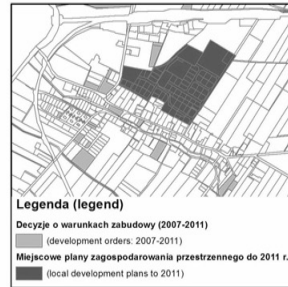 Legenda (legend)
Decyzje o warunkach zabudowy (2007-2011)
(development orders: 2007-2011)
Miejscowe plany zagospodarowania przestrzennego do 2011 r.
(local development plans to 2011)